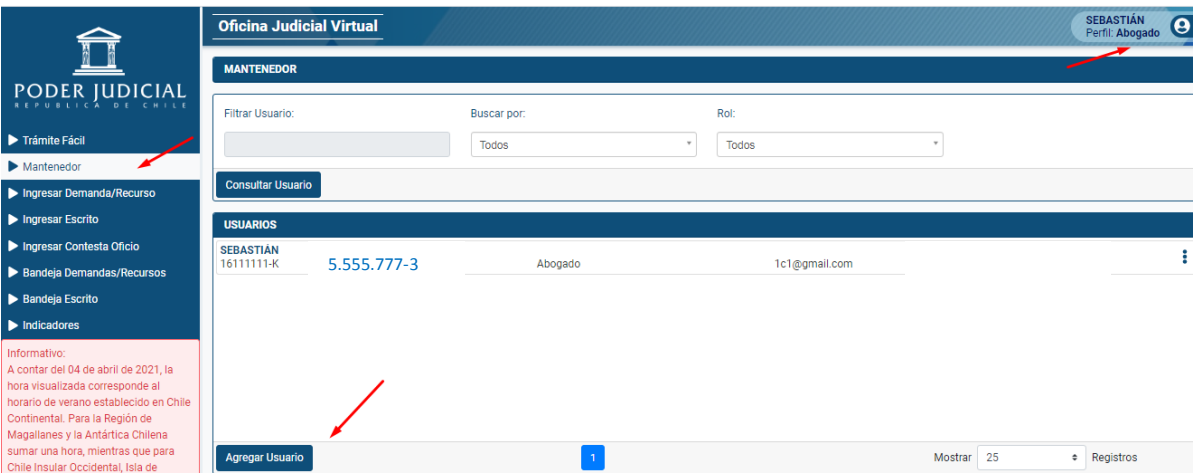 Oficina Judicial Virtual
SEBASTIÁN
Perfil: Abogado
PODER JUDICIAL
REPUBLICA DE CHILE
Trámite Fácil
Mantenedor
Ingresar Demanda/Recurso
Ingresar Escrito
Ingresar Contesta Oficio
Bandeja Demandas/Recursos
Bandeja Escrito
Indicadores
Informativo:
A contar del 04 de abril de 2021, la
hora visualizada corresponde al
horario de verano establecido en Chile
Continental. Para la Región de
Magallanes y la Antártica Chilena
sumar una hora, mientras que para
Chile Insular Occidental, Isla de
MANTENEDOR
Filtrar Usuario: Buscar por: Rol:
Todos Todos
Consultar Usuario
USUARIOS
SEBASTIÁN
16111111-K 5.555.777-3 Abogado 1c1@gmail.com
Agregar Usuario 1 Mostrar 25 Registros